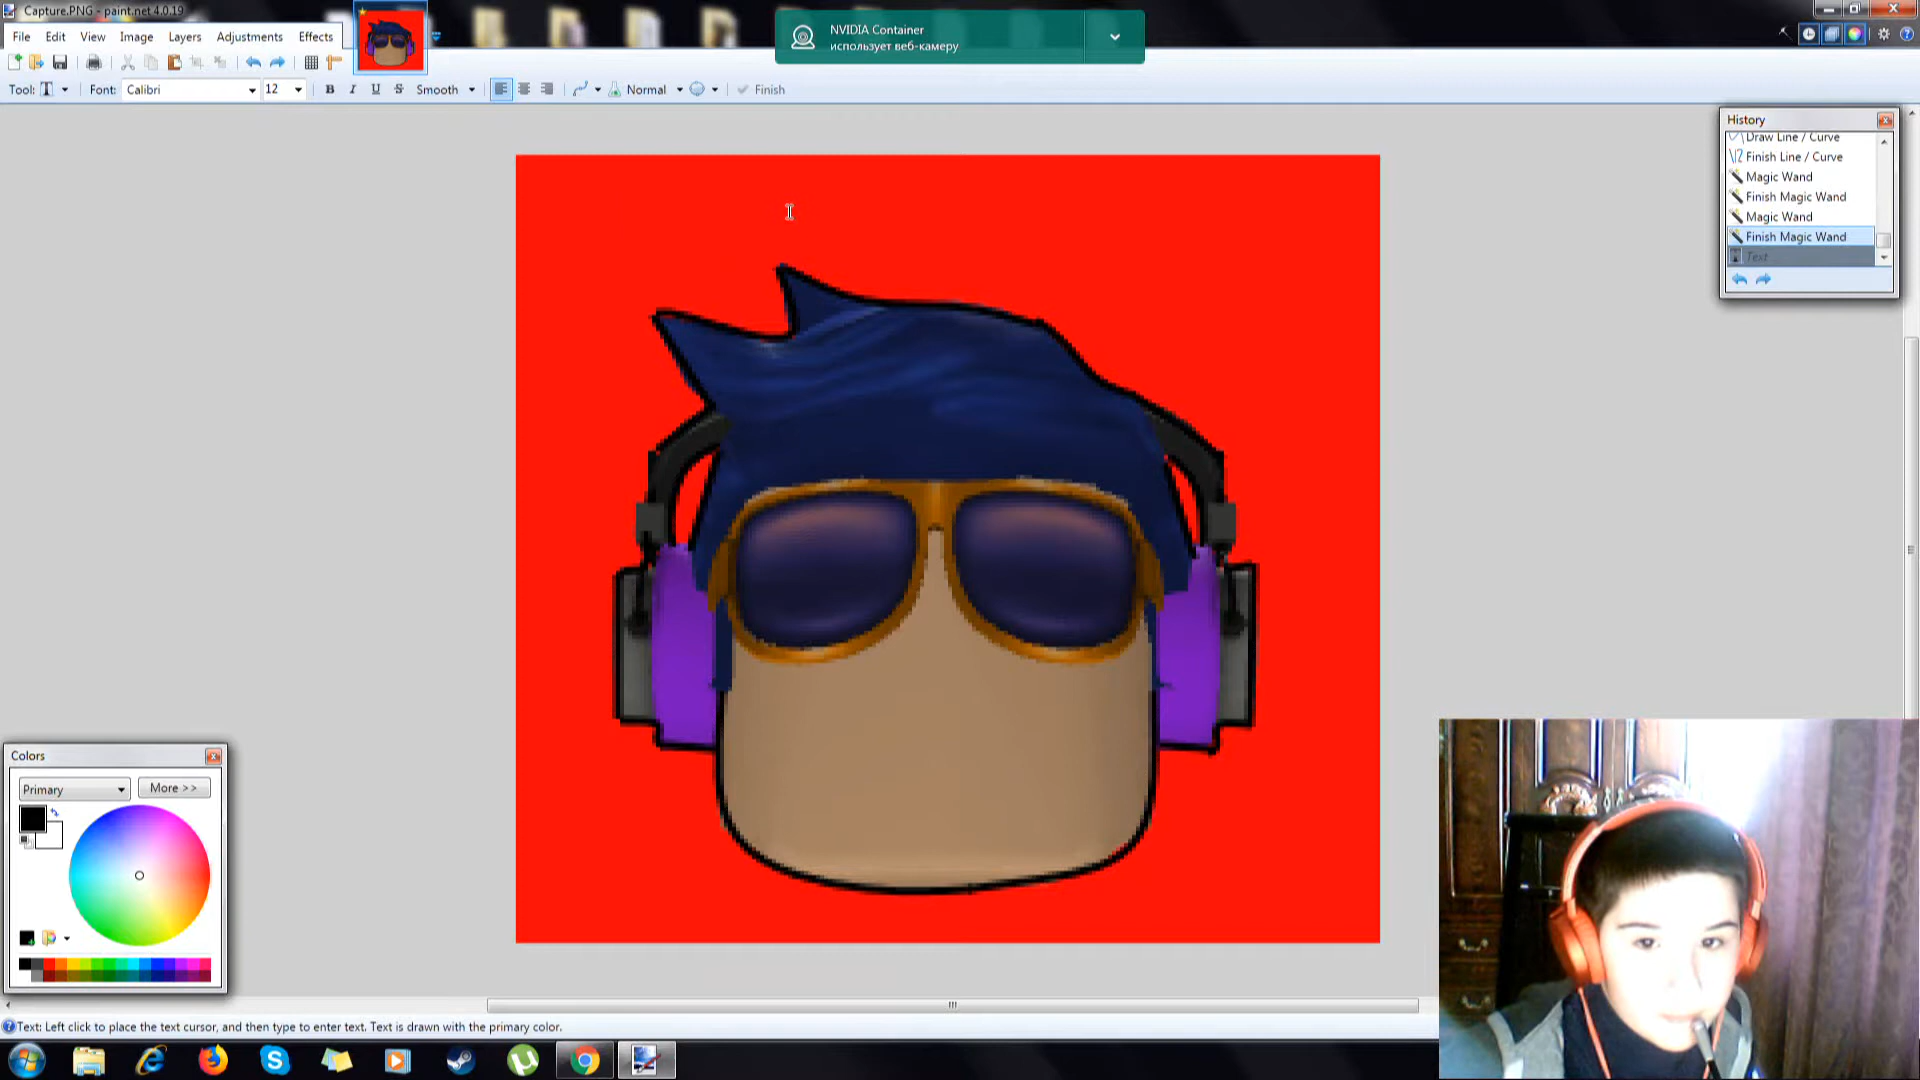 Capture.PNG - paint.net 4.0.19
File Edit View Image Layers Adjustments Effects
NVIDIA Container
использует веб-камеру
Tool: Font: Calibri 12 B I U S Smooth Normal Finish
History
Draw Line / Curve
Finish Line / Curve
Magic Wand
Finish Magic Wand
Magic Wand
Finish Magic Wand
Text
Colors
Primary More >>
Text: Left click to place the text cursor, and then type to enter text. Text is drawn with the primary color.